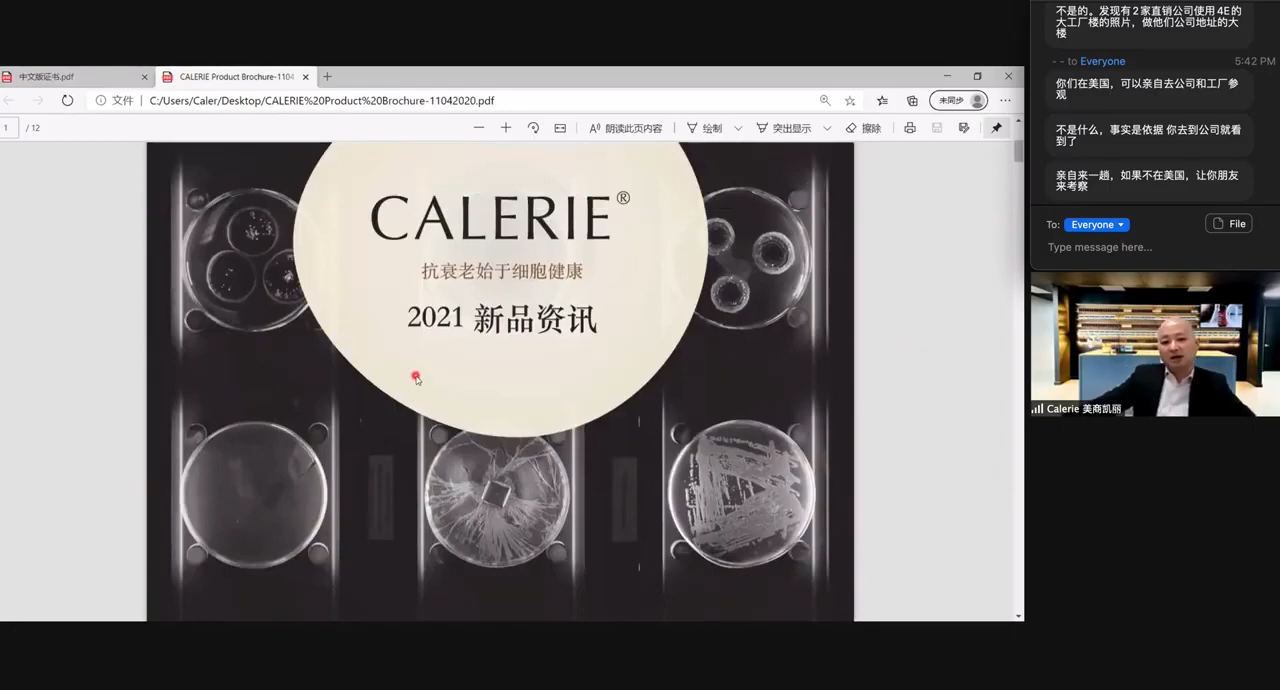 中文版证书.pdf
CALERIE Product Brochure-1104
文件
C:/Users/Caler/Desktop/CALERIE%20Product%20Brochure-11042020.pdf
未同步
1 / 12
朗读此页内容
绘制
突出显示
擦除
CALERIE®
抗衰老始于细胞健康
2021 新品资讯
不是的。发现有2家直销公司使用4E的
大工厂楼的照片，做他们公司地址的大
楼
- - to Everyone 5:42 PM
你们在美国，可以亲自去公司和工厂参
观
不是什么，事实是依据 你去到公司就看
到了
亲自来一趟，如果不在美国，让你朋友
来考察
To: Everyone
File
Type message here...
Calerie 美商凯丽